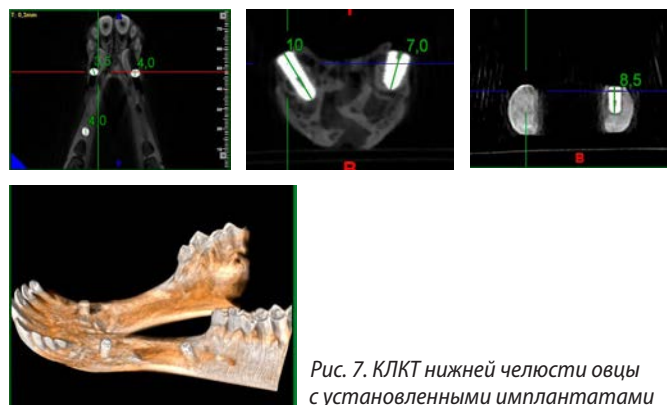 3,5
4,0
4,0
10
7,0
8,5
B
Рис. 7. КЛКТ нижней челюсти овцы
с установленными имплантатами